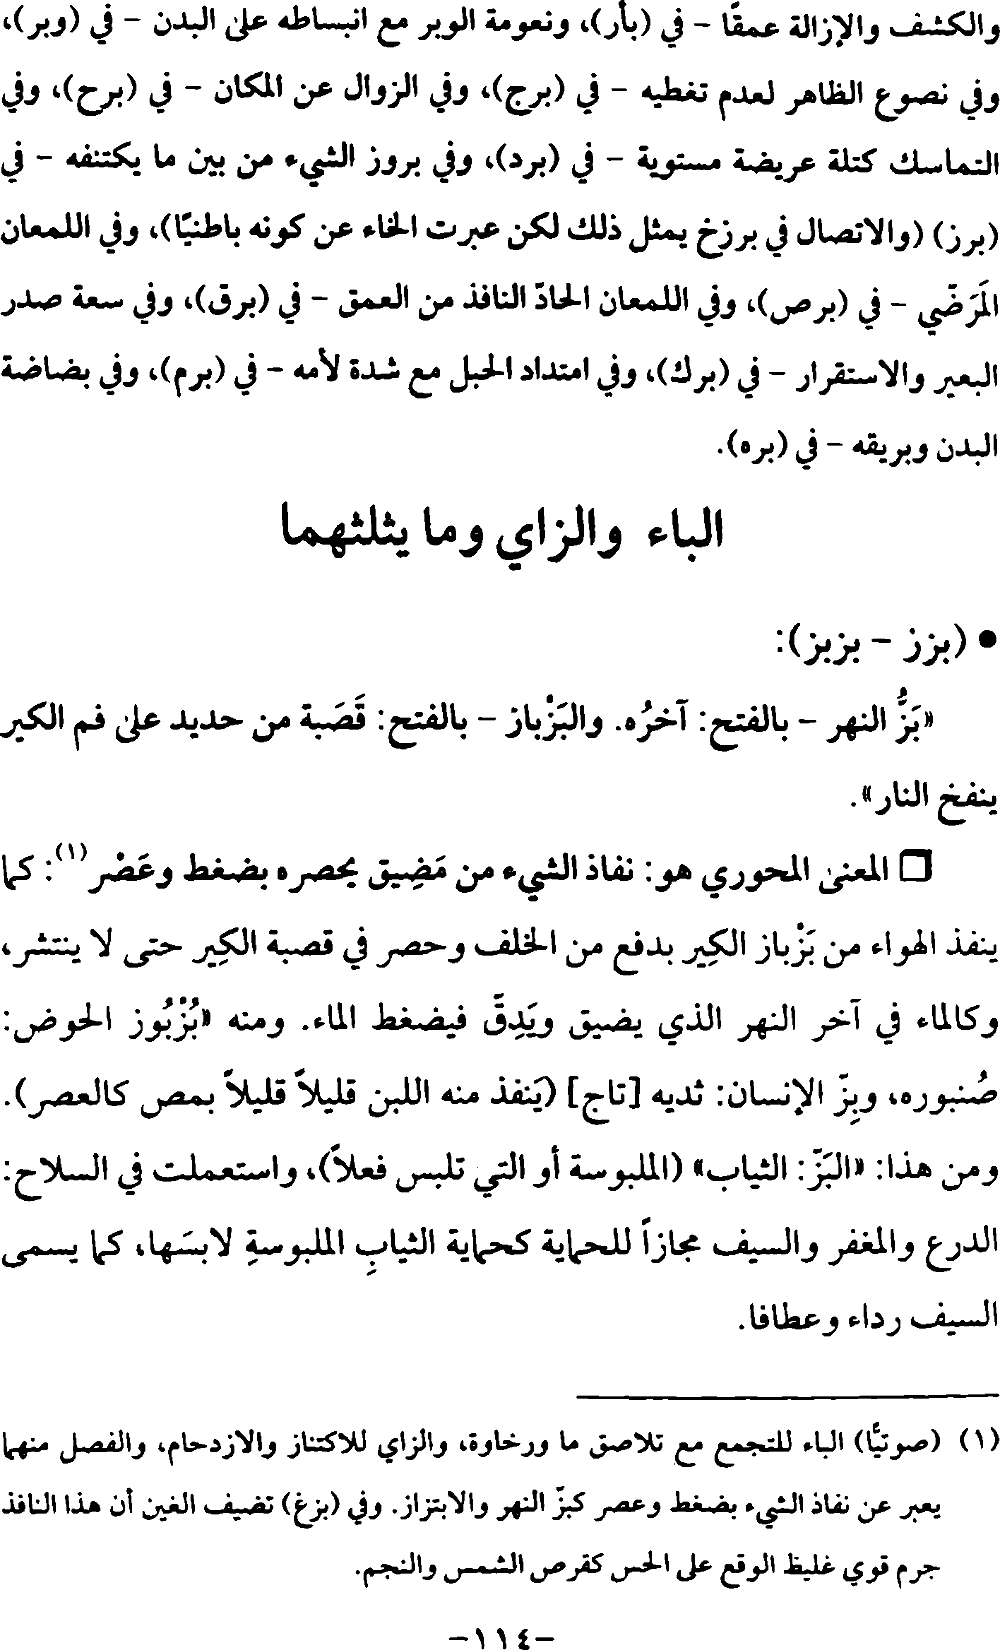 والكشف والإزالة عمقًا – في (بأر)، ونعومة الوبر مع انبساطه على البدن – في (وبر)،
وفي نصوع الظاهر لعدم تغطيه – في (برج)، وفي الزوال عن المكان – في (برح)، وفي
التماسك كتلة عريضة مستوية – في (برد)، وفي بروز الشيء من بين ما يكتنفه – في
(برز) (والاتصال في برزخ يمثل ذلك لكن عبرت الخاء عن كونه باطنيًا)، وفي اللمعان
المَرَضّي – في (برص)، وفي اللمعان الحادّ النافذ من العمق – في (برق)، وفي سعة صدر
البعير والاستقرار – في (برك)، وفي امتداد الحبل مع شدة لأمه – في (برم)، وفي بضاضة
البدن وبريقه – في (بره).
الباء والزاي وما يثلثهما
• (بزز – بزبز):
«بَزُّ النهر – بالفتح: آخرُه. والبَزْباز – بالفتح: قَصَبة من حديد على فم الكير
ينفخ النار».
❑ المعنى المحوري هو: نفاذ الشيء من مَضِيق يحصره بضغط وعَصْر(١): كما
ينفذ الهواء من بَزْباز الكِير بدفع من الخلف وحصر في قصبة الكِير حتى لا ينتشر،
وكالماء في آخر النهر الذي يضيق ويَدِقَّ فيضغط الماء. ومنه «بُزْبُوز الحوض:
صُنبوره، وبِزّ الإنسان: ثديه [تاج] (يَنفذ منه اللبن قليلاً قليلاً بمص كالعصر).
ومن هذا: «البَزّ: الثياب» (الملبوسة أو التي تلبس فعلاً)، واستعملت في السلاح:
الدرع والمغفر والسيف مجازاً للحماية كحماية الثيابِ الملبوسةِ لابسَها، كما يسمى
السيف رداء وعطافا.
(١) (صوتيًّا) الباء للتجمع مع تلاصق ما ورخاوة، والزاي للاكتناز والازدحام، والفصل منهما
يعبر عن نفاذ الشيء بضغط وعصر كبزّ النهر والابتزاز. وفي (بزغ) تضيف الغين أن هذا النافذ
جرم قوي غليظ الوقع على الحس كقرص الشمس والنجم.
–١١٤–